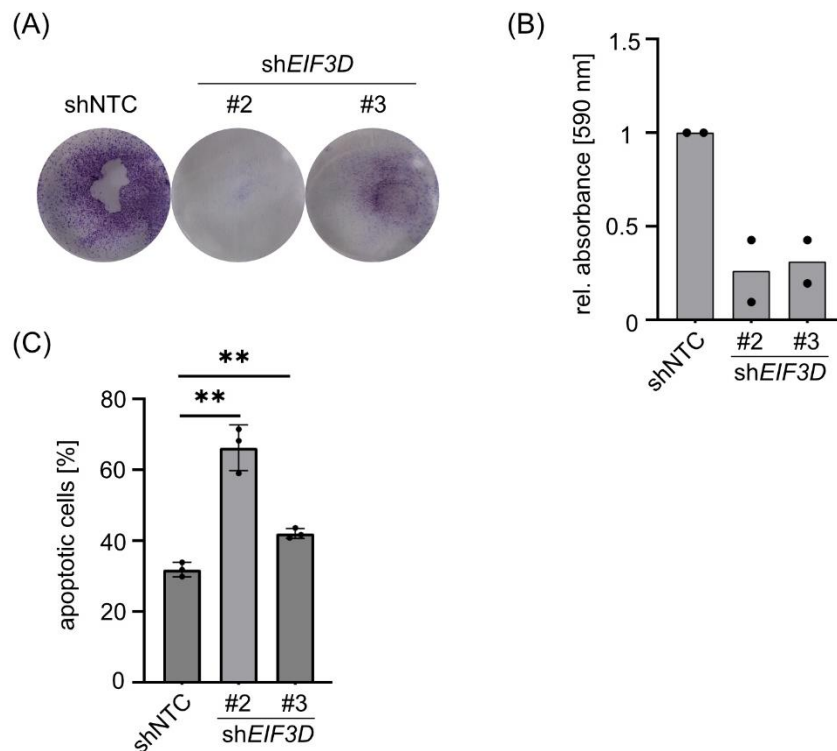 (A)
shEIF3D
shNTC #2 #3
(B)
rel. absorbance [590 nm]
1.5
1
0.5
0
shNTC
#2 #3
shEIF3D
(C)
apoptotic cells [%]
80
60
40
20
0
** 
**
shNTC
#2 #3
shEIF3D